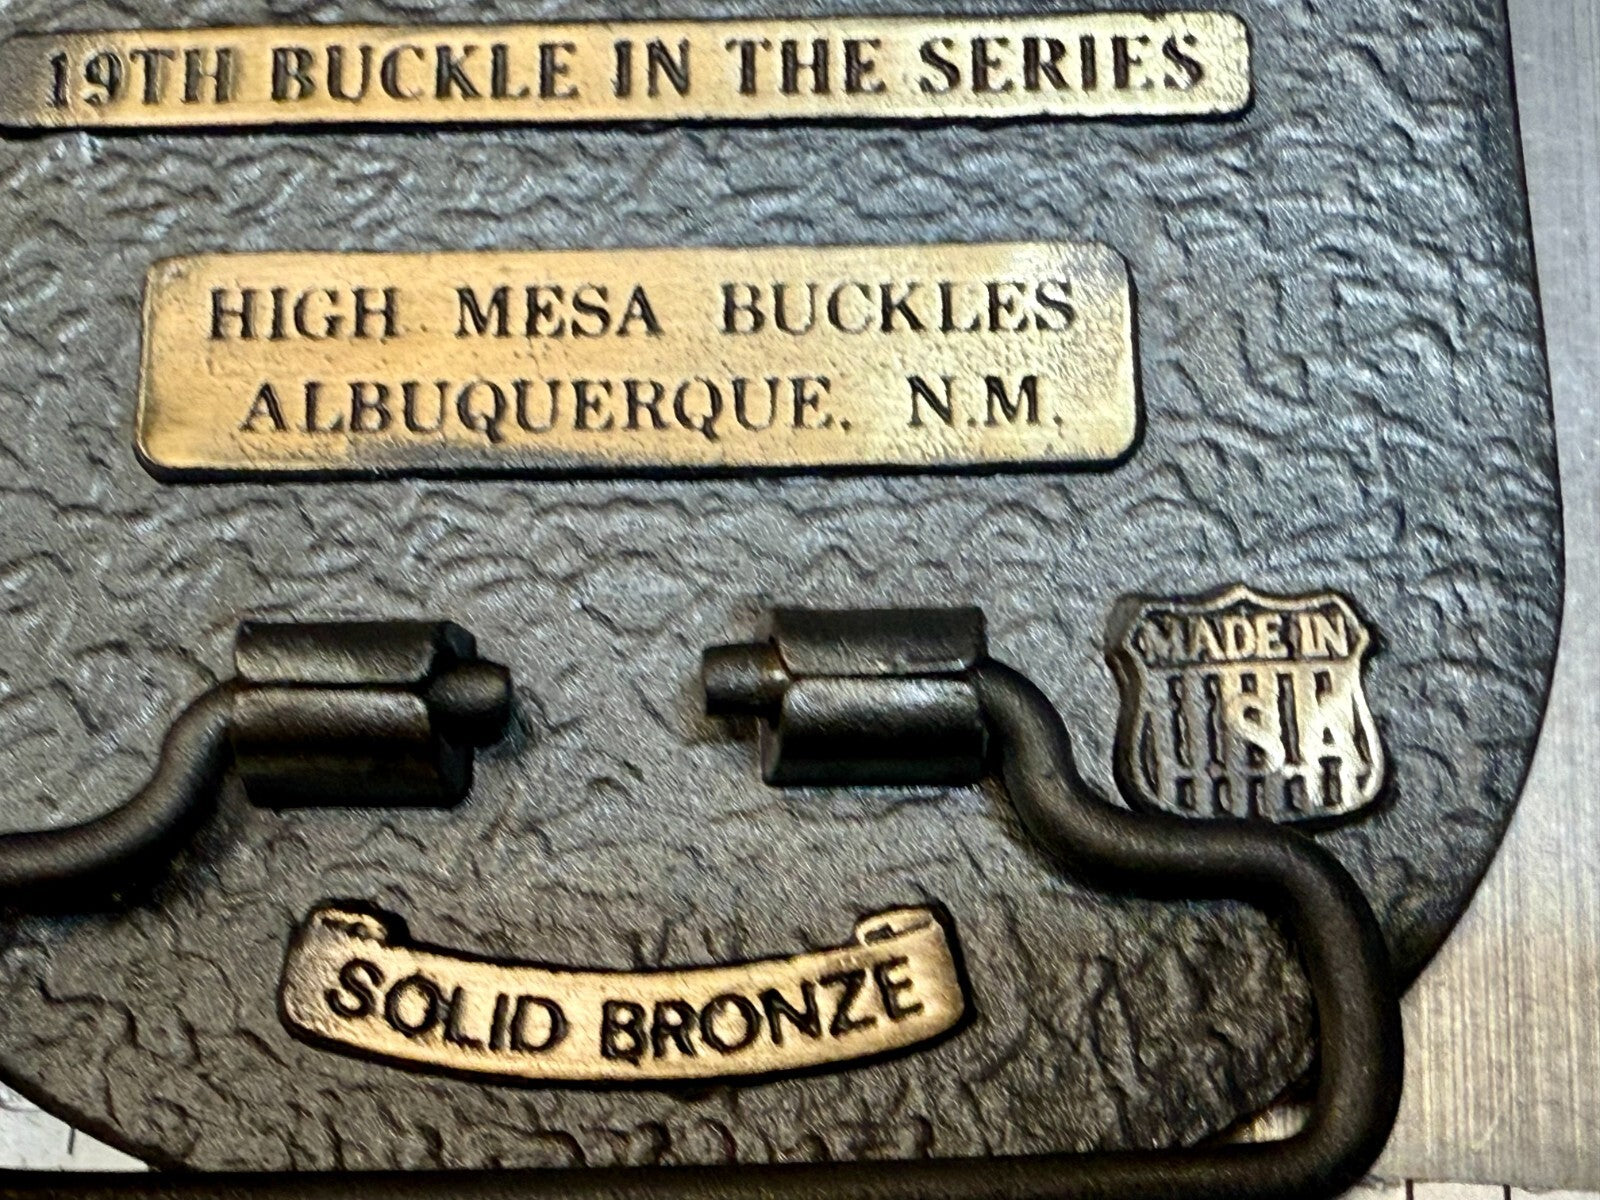 19TH BUCKLE IN THE SERIES
HIGH MESA BUCKLES
ALBUQUERQUE, N.M.
MADE IN
USA
SOLID BRONZE